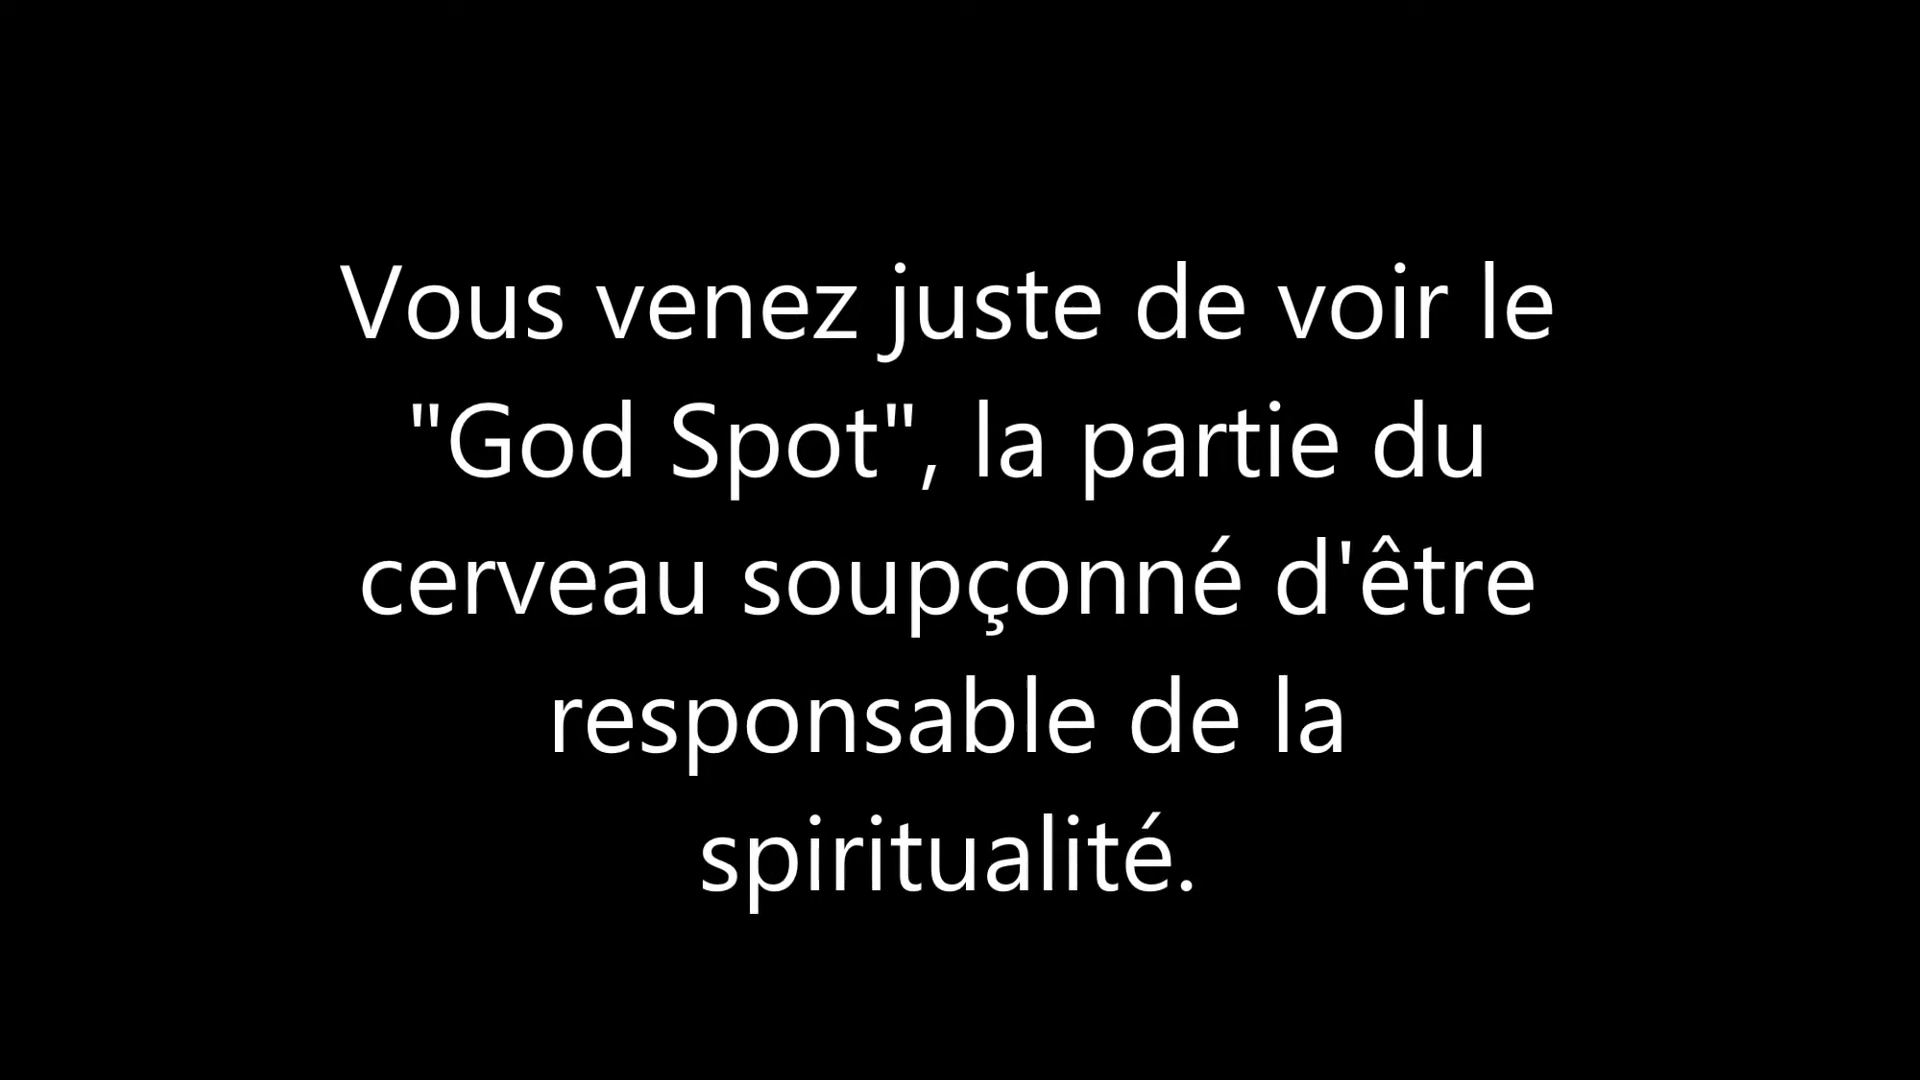 Vous venez juste de voir le
"God Spot", la partie du
cerveau soupçonné d'être
responsable de la
spiritualité.